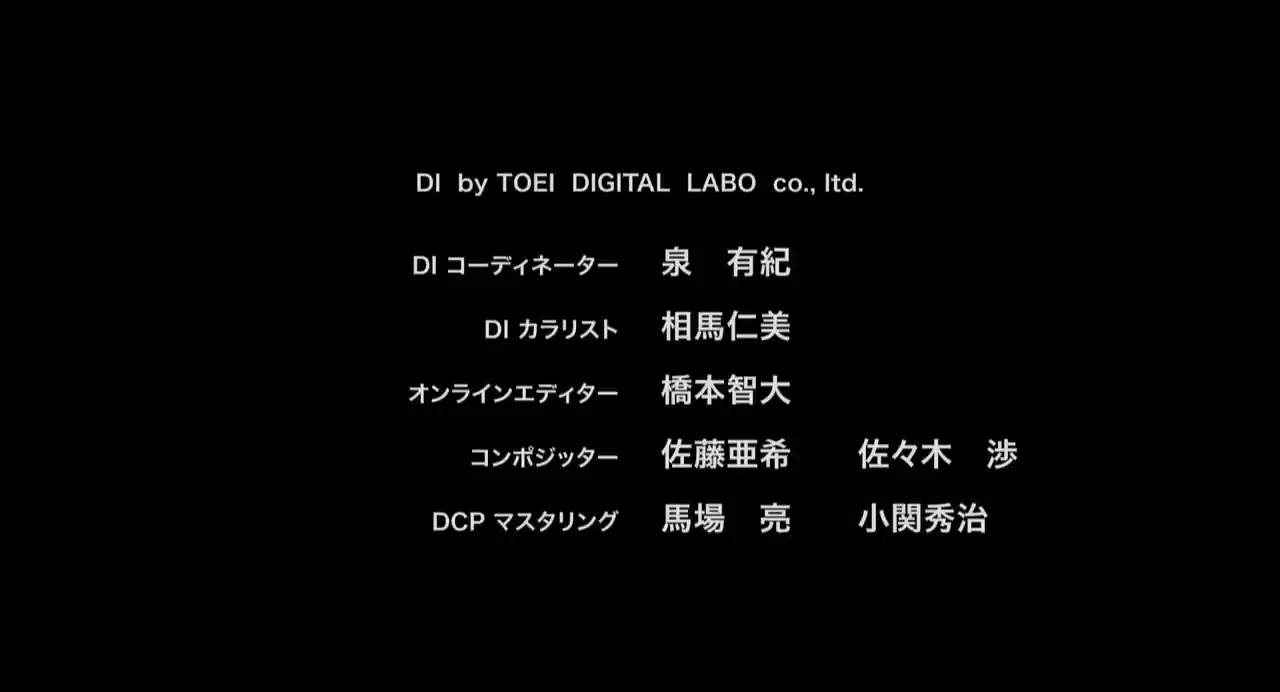 DI by TOEI DIGITAL LABO co., ltd.
DI コーディネーター 泉 有紀
DI カラリスト 相馬仁美
オンラインエディター 橋本智大
コンポジッター 佐藤亜希 佐々木 渉
DCP マスタリング 馬場 亮 小関秀治